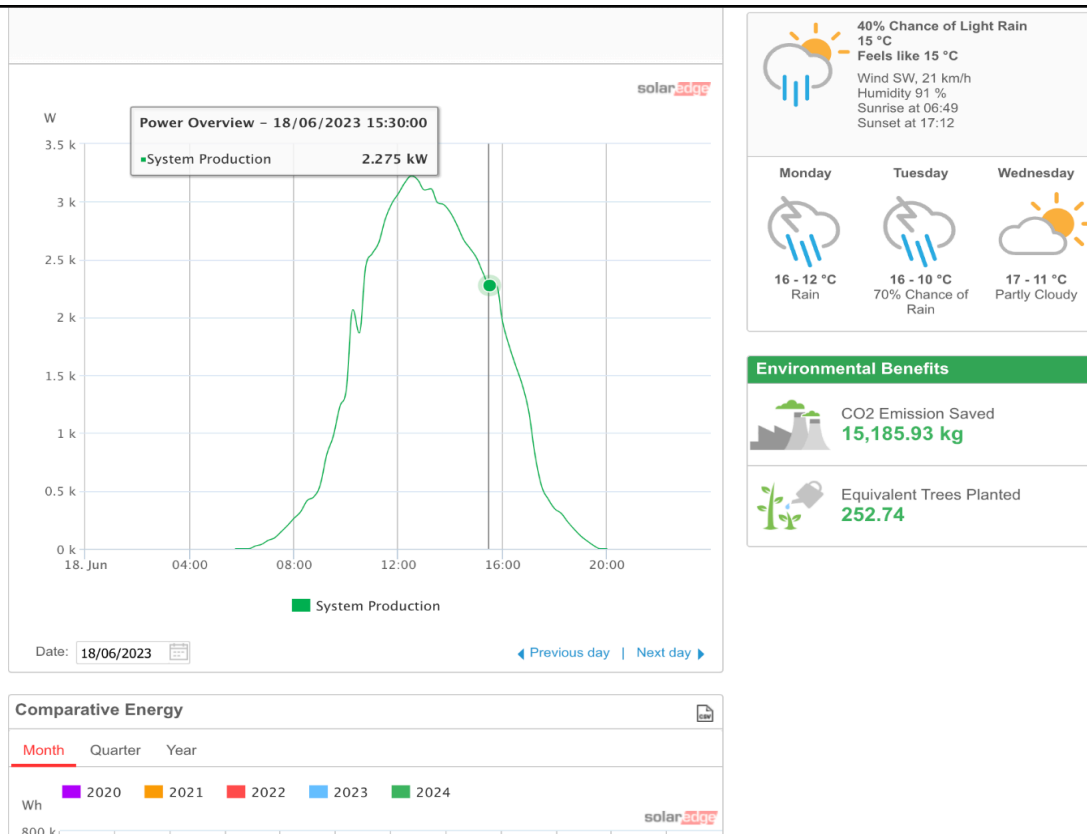 solaredge
W
Power Overview – 18/06/2023 15:30:00
System Production 2.275 kW
3.5 k
3 k
2.5 k
2 k
1.5 k
1 k
0.5 k
0 k
18. Jun 04:00 08:00 12:00 16:00 20:00
System Production
Date: 18/06/2023 Previous day | Next day
Comparative Energy
CSV
Month Quarter Year
2020 2021 2022 2023 2024
Wh
solaredge
800 k
40% Chance of Light Rain
15 °C
Feels like 15 °C
Wind SW, 21 km/h
Humidity 91 %
Sunrise at 06:49
Sunset at 17:12
Monday Tuesday Wednesday
16 - 12 °C 16 - 10 °C 17 - 11 °C
Rain 70% Chance of Partly Cloudy
Rain
Environmental Benefits
CO2 Emission Saved
15,185.93 kg
Equivalent Trees Planted
252.74